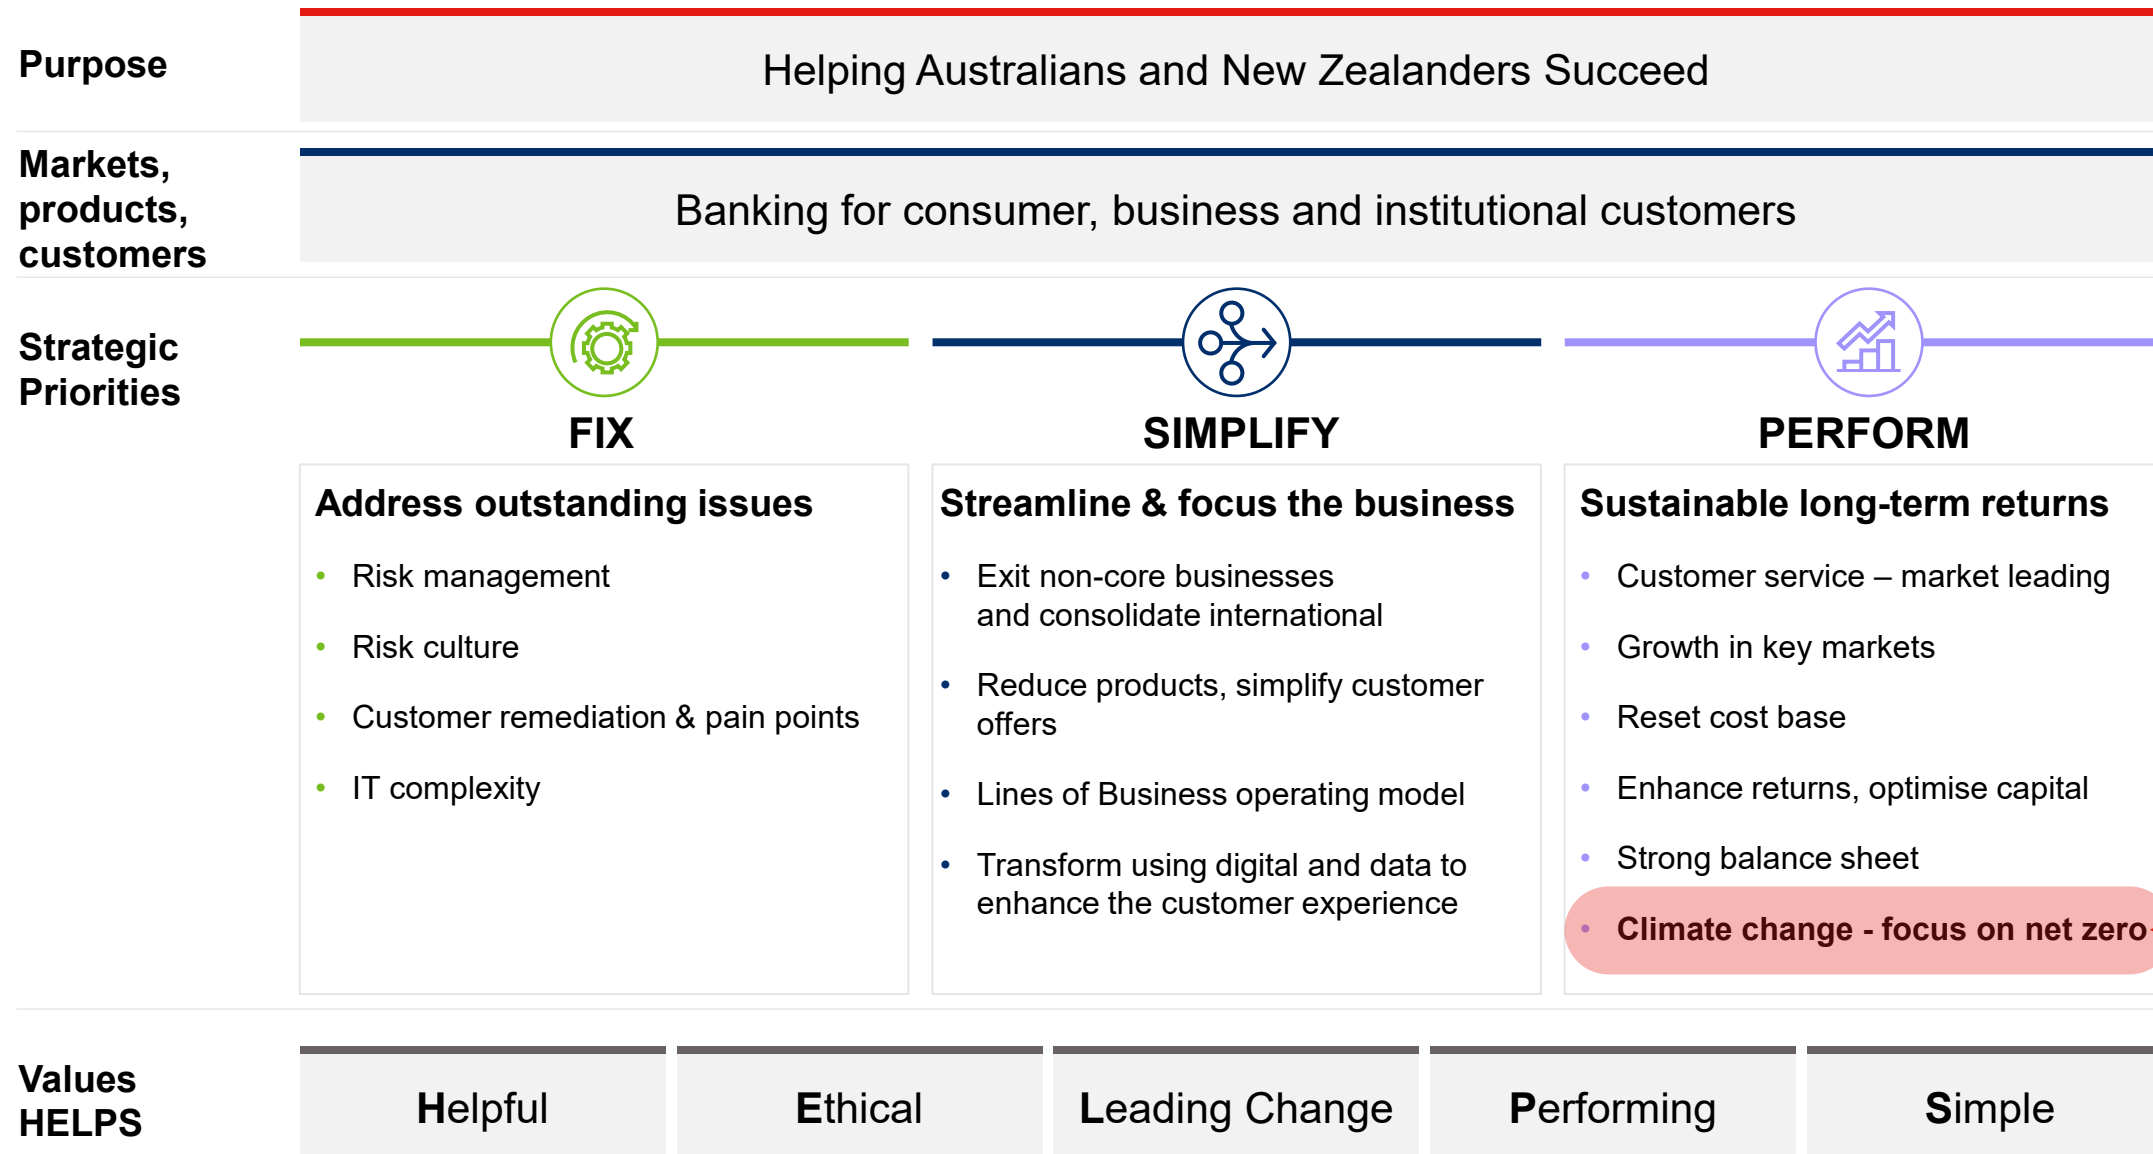 Purpose
Helping Australians and New Zealanders Succeed
Markets,
products,
customers
Banking for consumer, business and institutional customers
Strategic
Priorities
FIX
Address outstanding issues
• Risk management
• Risk culture
• Customer remediation & pain points
• IT complexity
SIMPLIFY
Streamline & focus the business
• Exit non-core businesses
and consolidate international
• Reduce products, simplify customer
offers
• Lines of Business operating model
• Transform using digital and data to
enhance the customer experience
PERFORM
Sustainable long-term returns
• Customer service – market leading
• Growth in key markets
• Reset cost base
• Enhance returns, optimise capital
• Strong balance sheet
• Climate change - focus on net zero
Values
HELPS
Helpful
Ethical
Leading Change
Performing
Simple